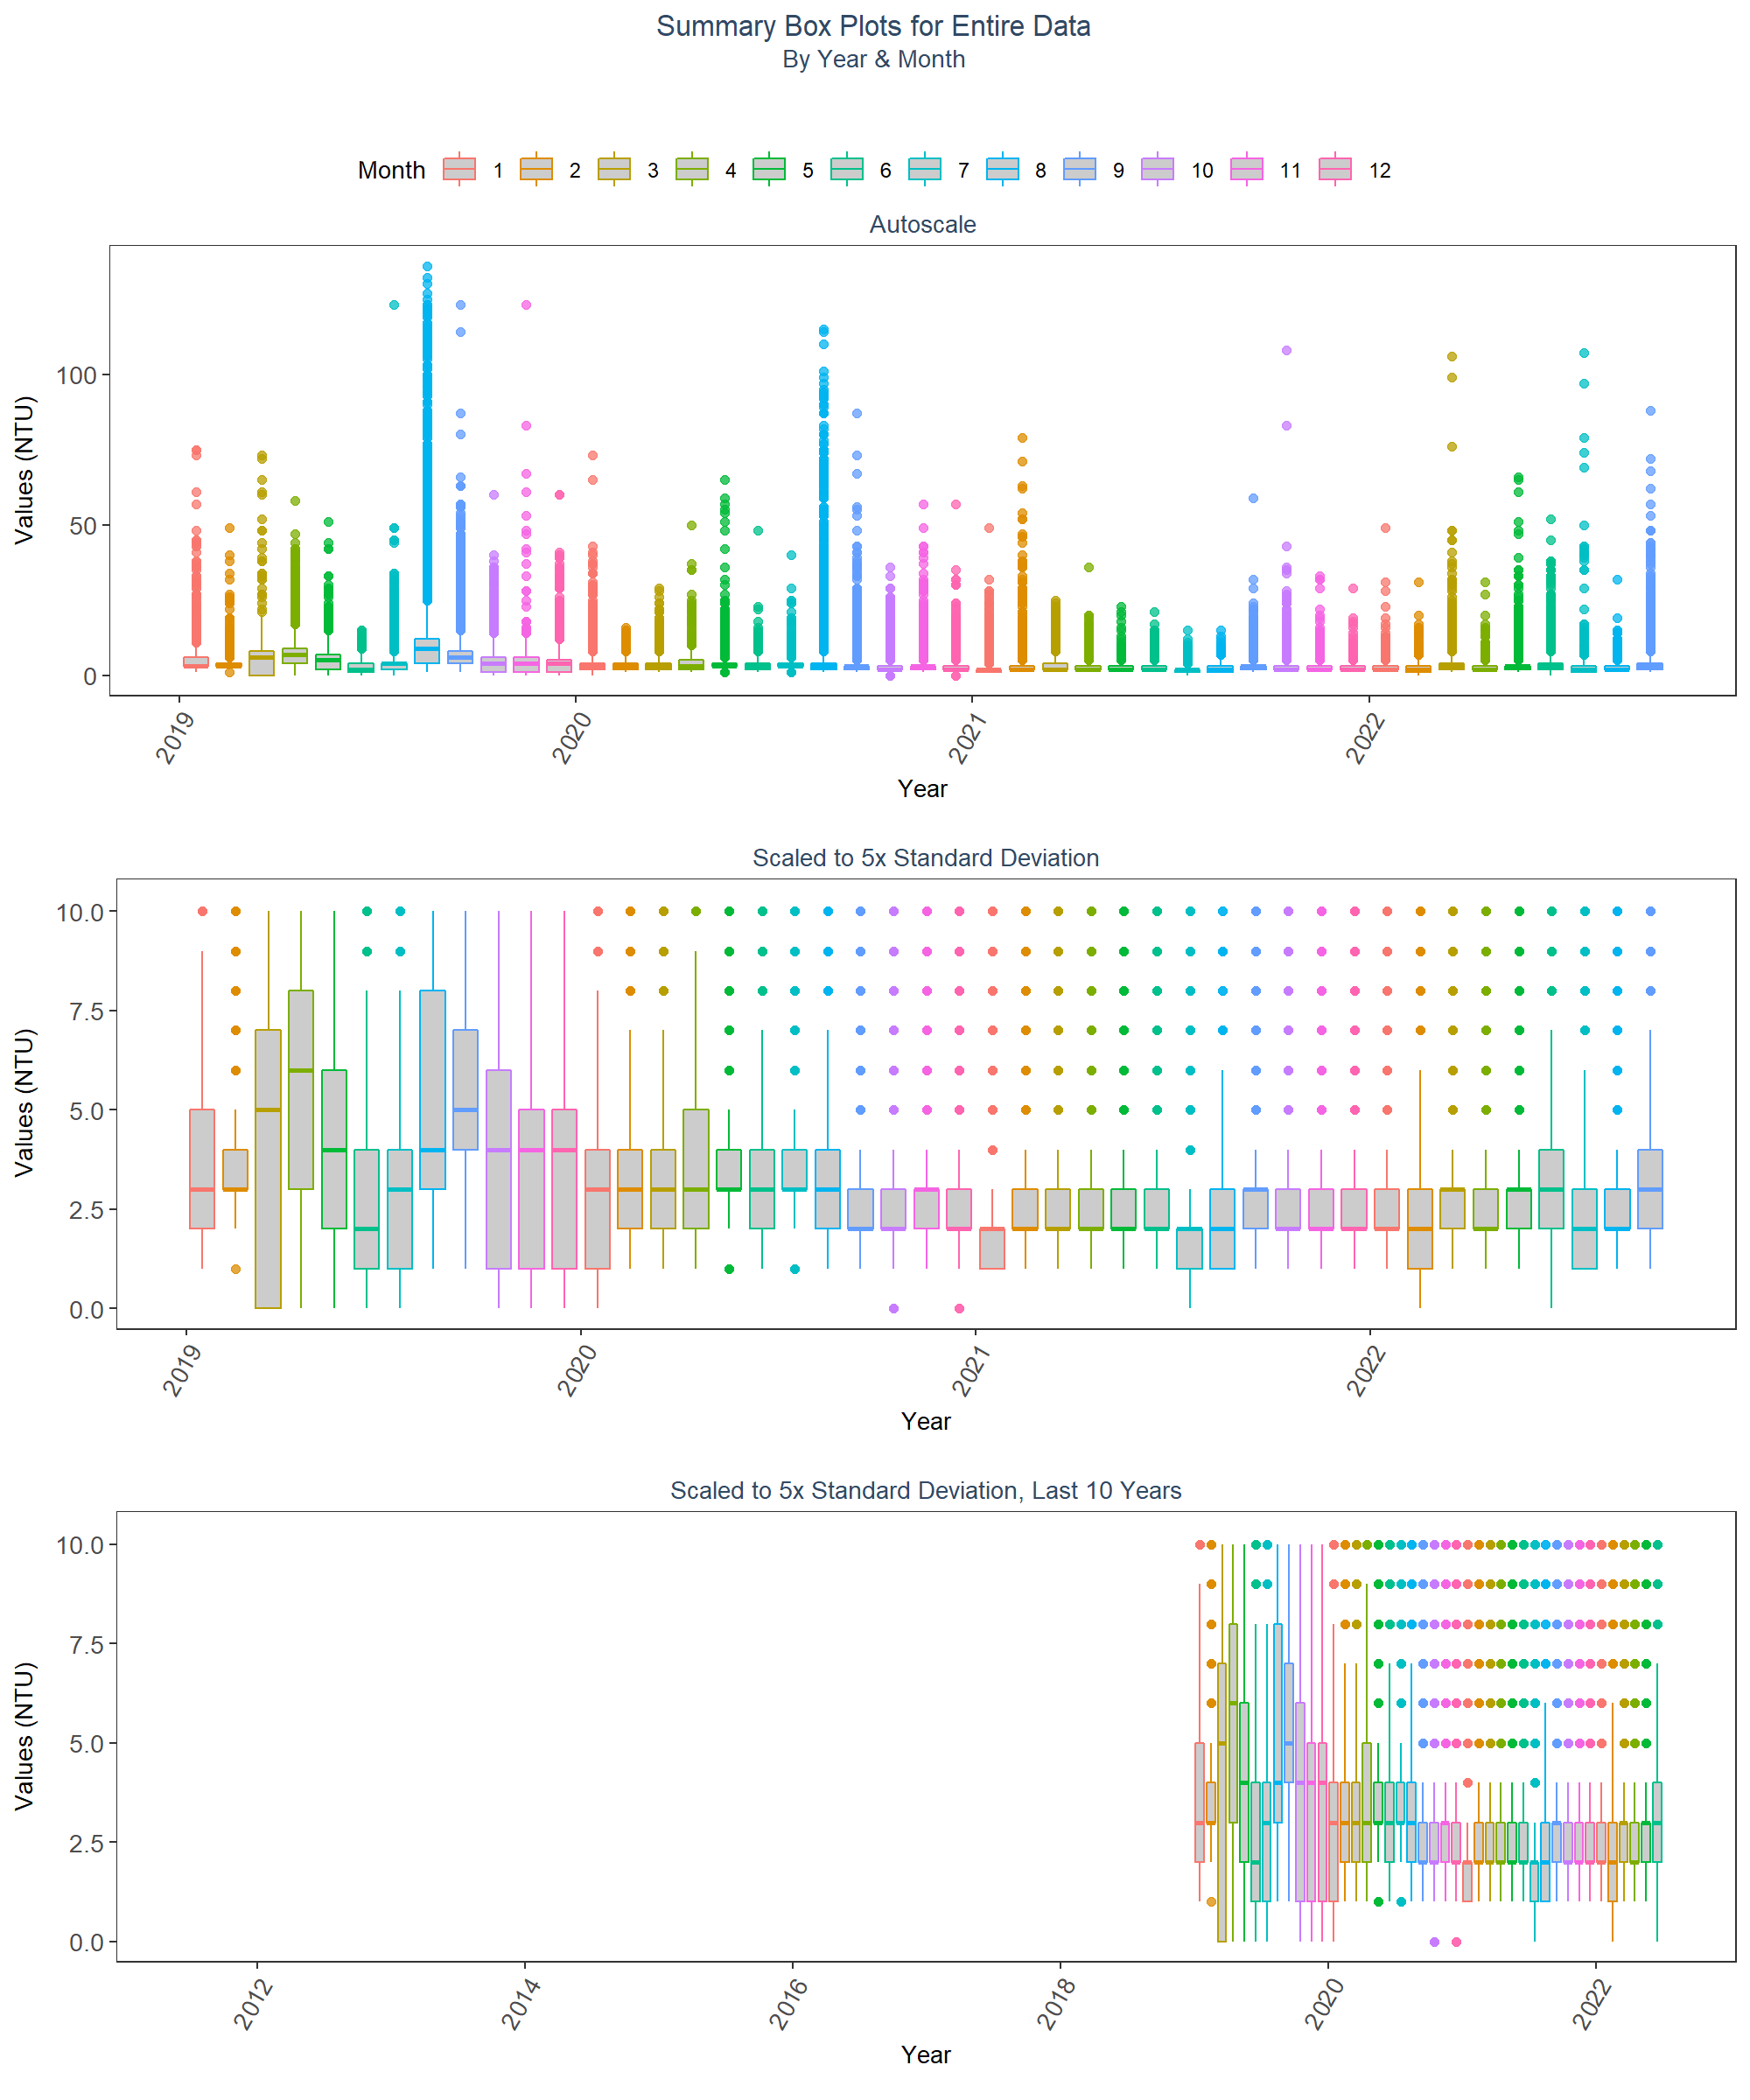 Summary Box Plots for Entire Data
By Year & Month
Month 1 2 3 4 5 6 7 8 9 10 11 12
Autoscale
Values (NTU)
100
50
0
2019 2020 2021 2022
Year
Scaled to 5x Standard Deviation
Values (NTU)
10.0
7.5
5.0
2.5
0.0
2019 2020 2021 2022
Year
Scaled to 5x Standard Deviation, Last 10 Years
Values (NTU)
10.0
7.5
5.0
2.5
0.0
2012 2014 2016 2018 2020 2022
Year